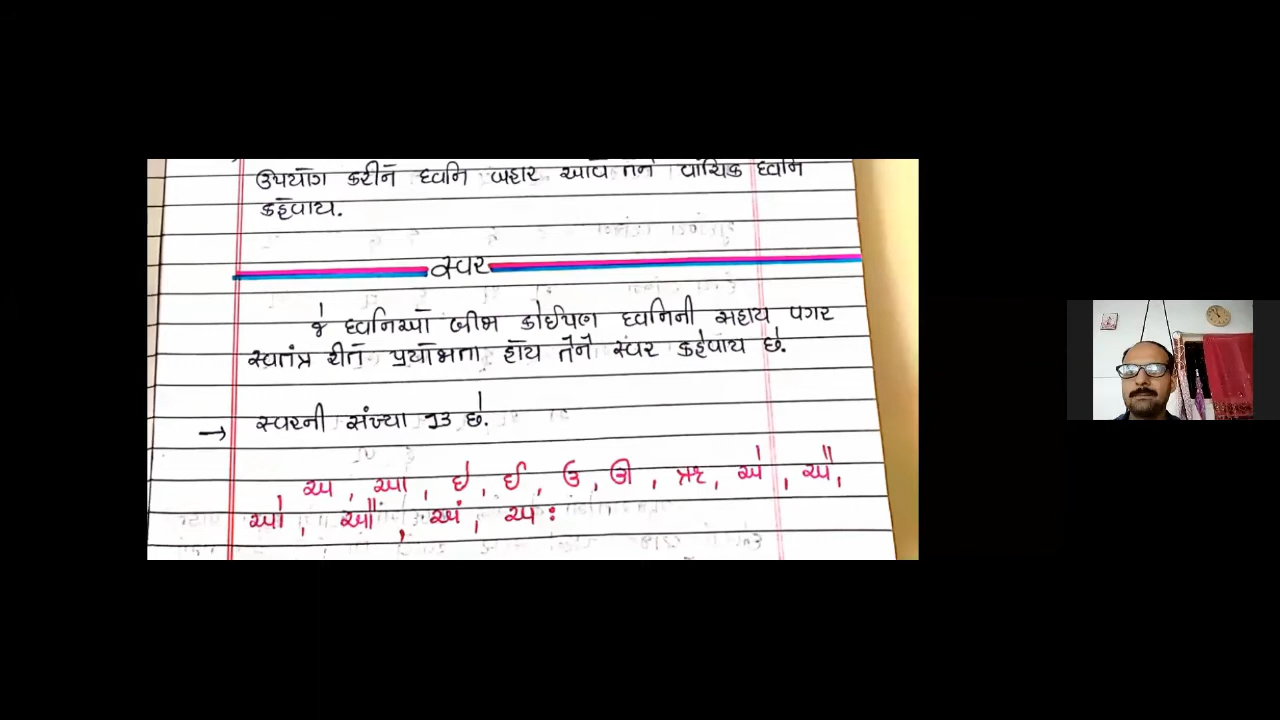 ઉપયોગ કરીને ધ્વનિ બહાર આવે તેને વાચિક ધ્વનિ
કહેવાય.
સ્વર
જે ધ્વનિઓ બીજા કોઈપણ ધ્વનિની સહાય વગર
સ્વતંત્ર રીતે પ્રયોજાતા હોય તેને સ્વર કહેવાય છે.
→ સ્વરની સંખ્યા ૧૩ છે.
, અ , આ , ઇ , ઈ , ઉ , ઊ , ઋ , એ , ઐ ,
ઓ , ઔ , અં , અઃ